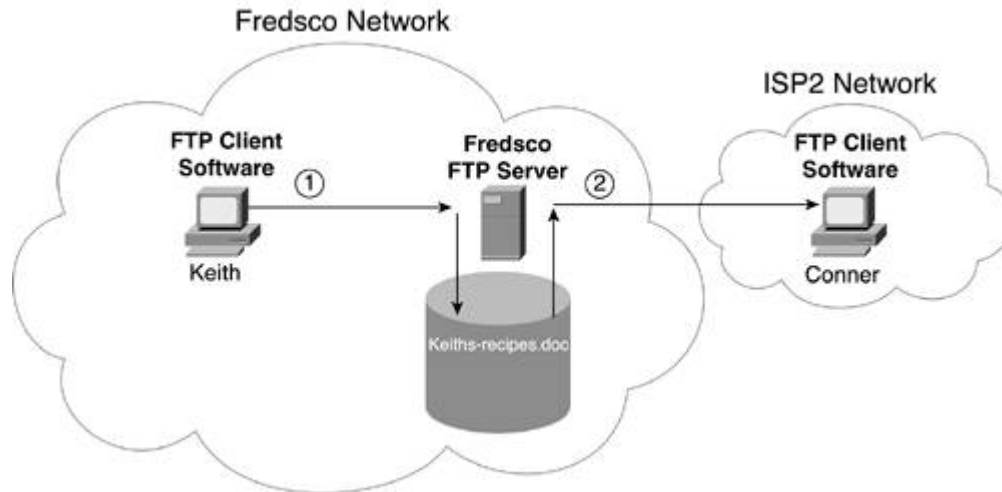 Fredsco Network
ISP2 Network
FTP Client
Software
Fredsco
FTP Server
FTP Client
Software
1
2
Keith
Conner
Keiths-recipes.doc